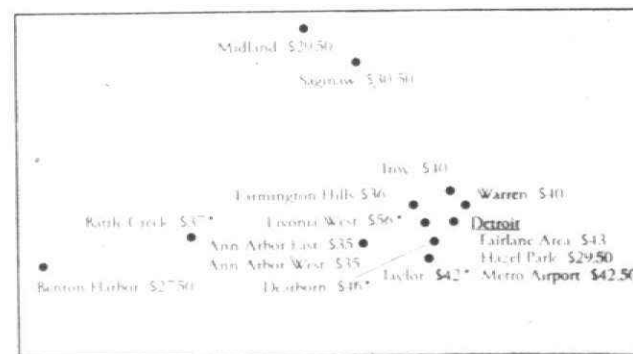 Midland $29.50
Saginaw $30.50
Troy $40
Farmington Hills $36
Warren $40
Battle Creek $37*
Livonia West $56*
Detroit
Ann Arbor East $35
Fairlane Area $43
Ann Arbor West $35
Hazel Park $29.50
Benton Harbor $27.50
Dearborn $46*
Taylor $42*
Metro Airport $42.50